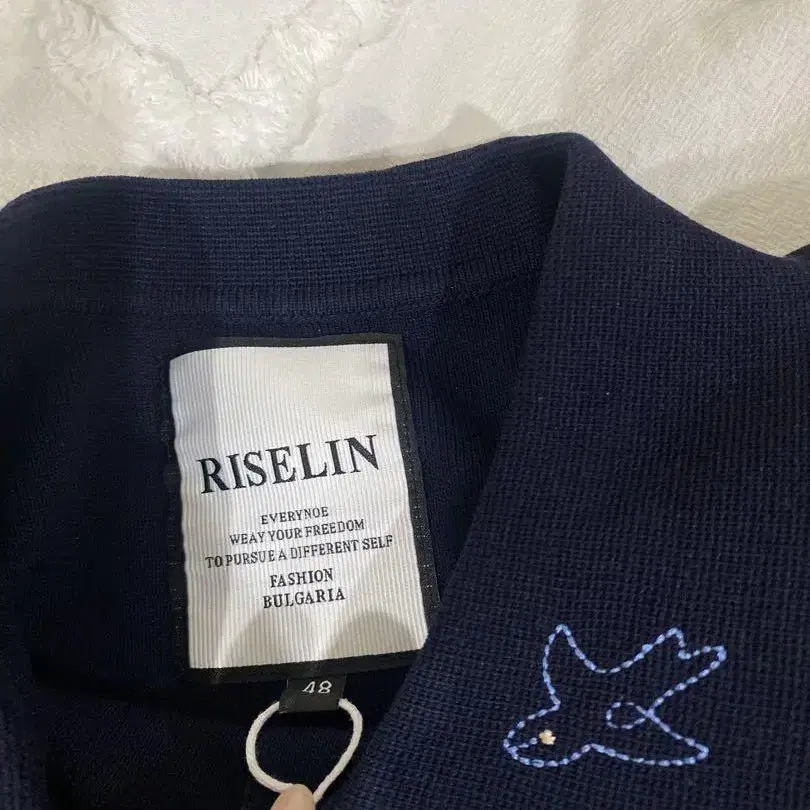 RISELIN
EVERYNOE
WEAY YOUR FREEDOM
TO PURSUE A DIFFERENT SELF
FASHION
BULGARIA
48